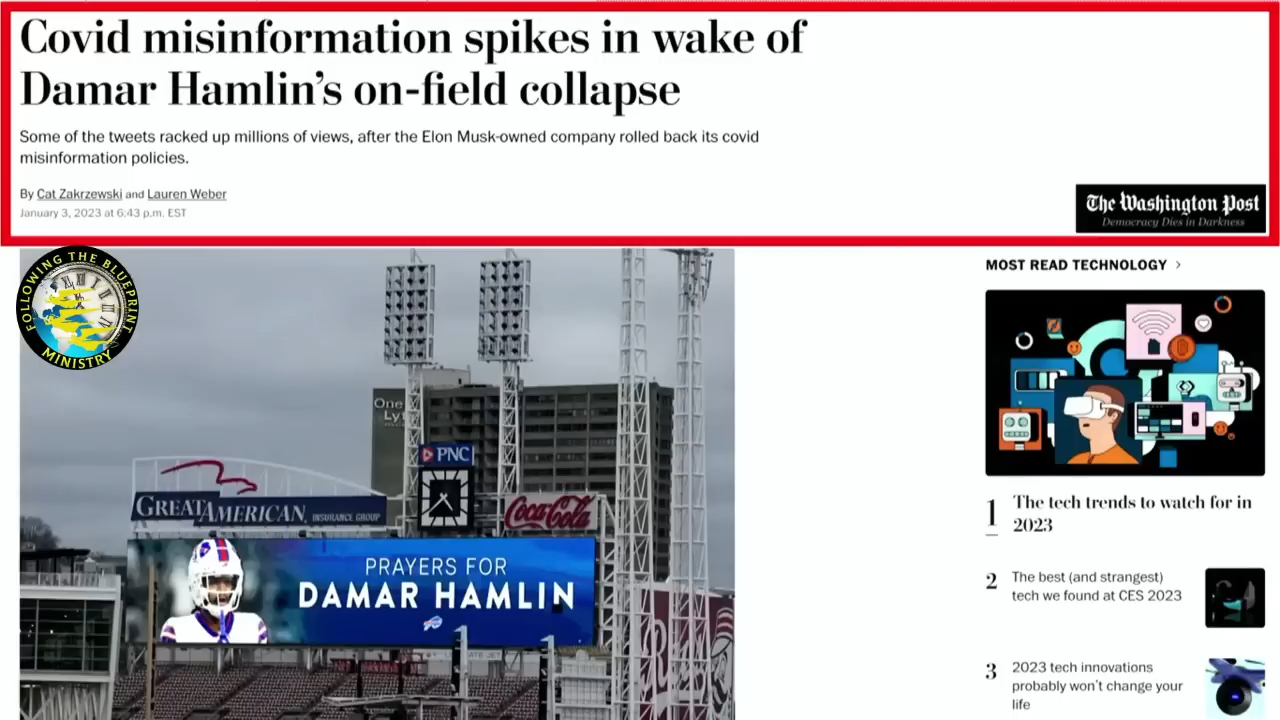 Covid misinformation spikes in wake of
Damar Hamlin's on-field collapse
Some of the tweets racked up millions of views, after the Elon Musk-owned company rolled back its covid
misinformation policies.
By Cat Zakrzewski and Lauren Weber
January 3, 2023 at 6:43 p.m. EST
The Washington Post
Democracy Dies in Darkness
FOLLOWING THE BLUEPRINT
MINISTRY
MOST READ TECHNOLOGY >
One
Lyt
PNC
GREAT AMERICAN
INSURANCE GROUP
Coca-Cola
PRAYERS FOR
DAMAR HAMLIN
1 The tech trends to watch for in
2023
2 The best (and strangest)
tech we found at CES 2023
3 2023 tech innovations
probably won't change your
life